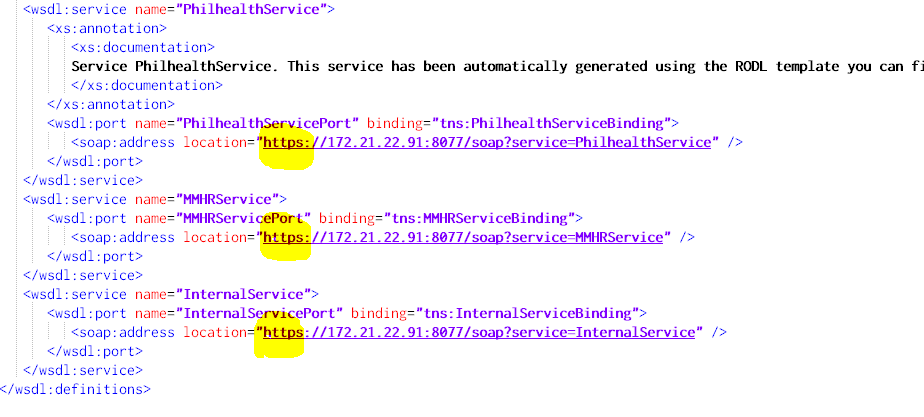 <wsdl:service name="PhilhealthService">
<xs:annotation>
<xs:documentation>
Service PhilhealthService. This service has been automatically generated using the RODL template you can fi
</xs:documentation>
</xs:annotation>
<wsdl:port name="PhilhealthServicePort" binding="tns:PhilhealthServiceBinding">
<soap:address location="https://172.21.22.91:8077/soap?service=PhilhealthService" />
</wsdl:port>
</wsdl:service>
<wsdl:service name="MMHRService">
<wsdl:port name="MMHRServicePort" binding="tns:MMHRServiceBinding">
<soap:address location="https://172.21.22.91:8077/soap?service=MMHRService" />
</wsdl:port>
</wsdl:service>
<wsdl:service name="InternalService">
<wsdl:port name="InternalServicePort" binding="tns:InternalServiceBinding">
<soap:address location="https://172.21.22.91:8077/soap?service=InternalService" />
</wsdl:port>
</wsdl:service>
</wsdl:definitions>